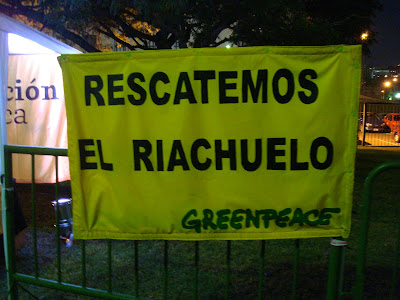 RESCATEMOS
EL RIACHUELO
GREENPEACE
ción
ca